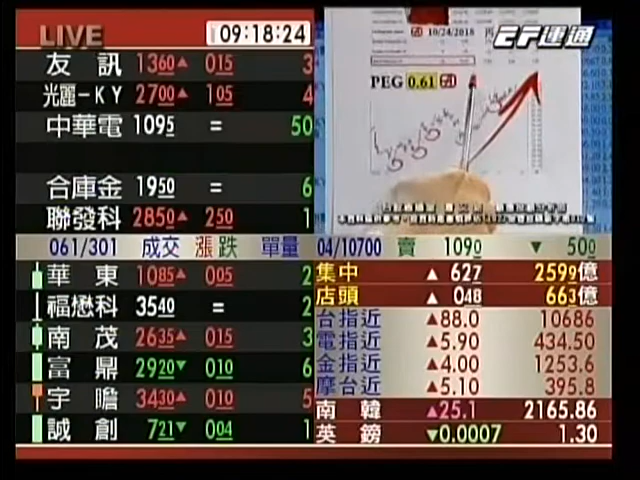 LIVE 09:18:24
友訊 1360▲ 015 3
光麗-KY 2700▲ 105 4
中華電 1095 = 50
合庫金 1950 = 6
聯發科 2850▲ 250 1
10/24/2018
PEG 0.61
EF運通
061/301 成交 漲跌 單量
04/10700 賣 1090 ▼ 500
華東 1085▲ 005 2
福懋科 3540 = 2
南茂 2635▲ 015 3
富鼎 2920▼ 010 6
宇瞻 3430▲ 010 5
誠創 721▼ 004 1
集中 ▲ 627 2599億
店頭 ▲ 048 663億
台指近 ▲88.0 10686
電指近 ▲5.90 434.50
金指近 ▲4.00 1253.6
摩台近 ▲5.10 395.8
南韓 ▲25.1 2165.86
英鎊 ▼0.0007 1.30